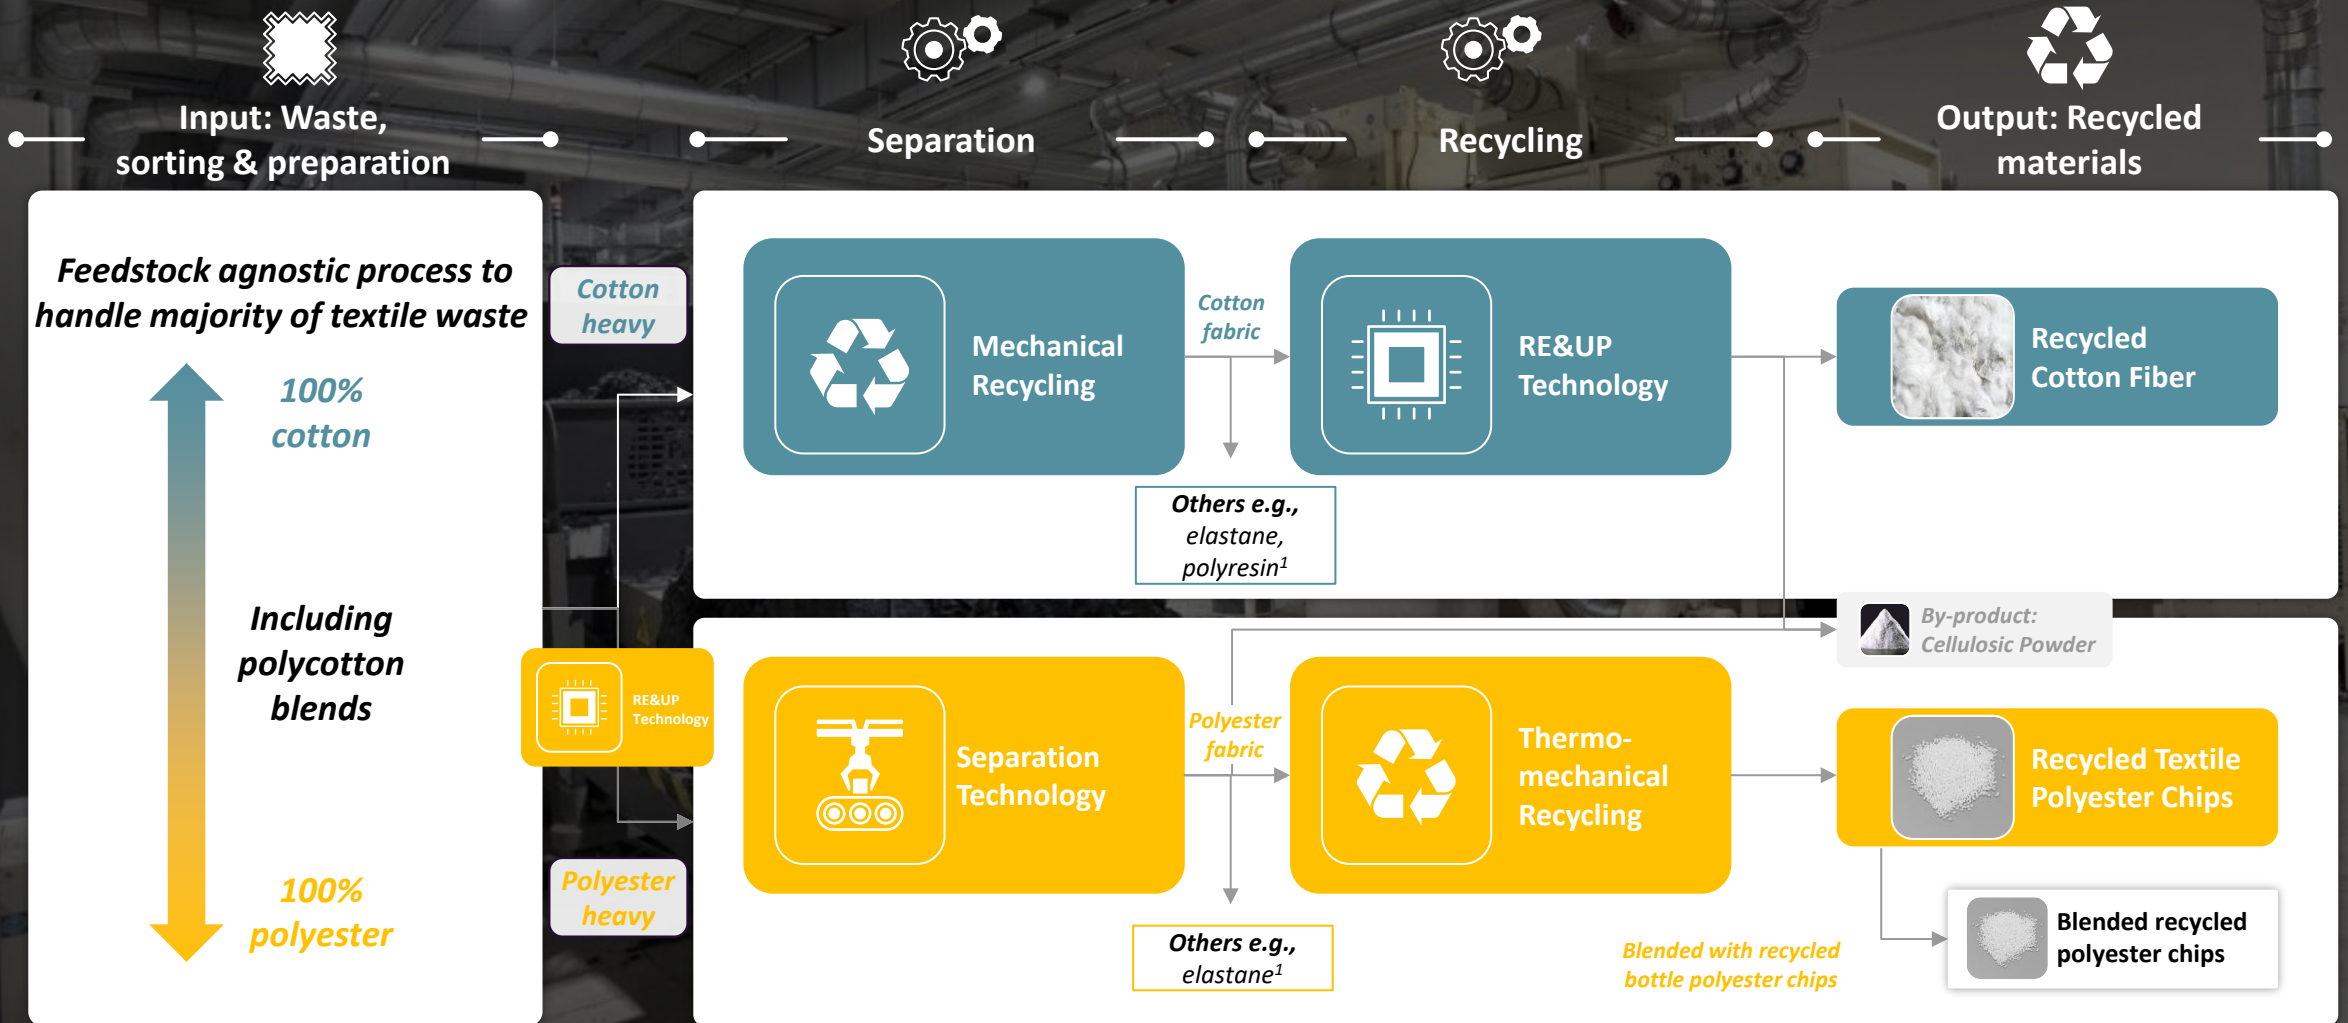 Input: Waste,
sorting & preparation
Separation
Recycling
Output: Recycled
materials
Feedstock agnostic process to
handle majority of textile waste
100%
cotton
Including
polycotton
blends
100%
polyester
Cotton
heavy
RE&UP
Technology
Polyester
heavy
Mechanical
Recycling
Cotton
fabric
RE&UP
Technology
Recycled
Cotton Fiber
Others e.g.,
elastane,
polyresin¹
By-product:
Cellulosic Powder
Separation
Technology
Polyester
fabric
Thermo-
mechanical
Recycling
Recycled Textile
Polyester Chips
Others e.g.,
elastane¹
Blended with recycled
bottle polyester chips
Blended recycled
polyester chips